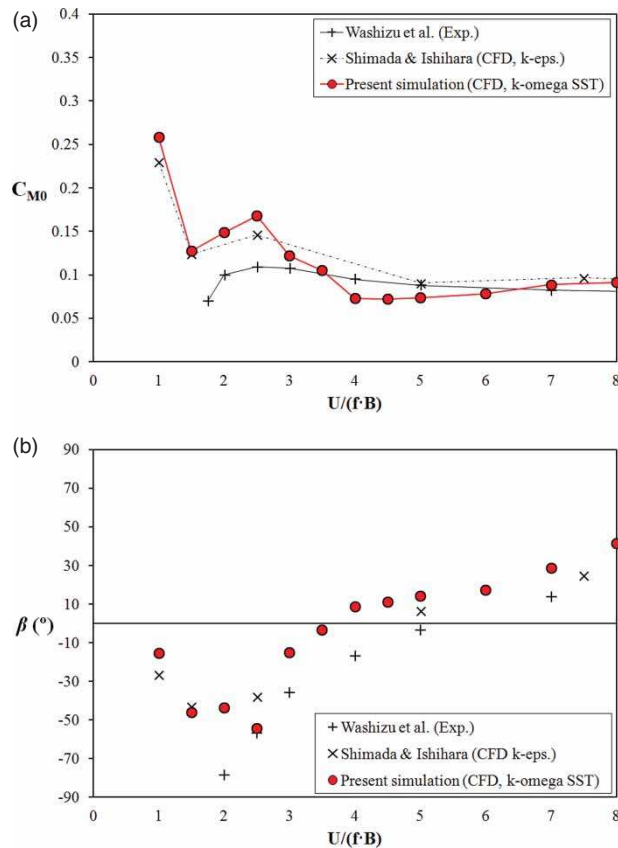 (a)
0.4
0.35
0.3
0.25
C_M0
0.2
0.15
0.1
0.05
0
Washizu et al. (Exp.)
Shimada & Ishihara (CFD, k-eps.)
Present simulation (CFD, k-omega SST)
0 1 2 3 4 5 6 7 8
U/(f·B)
(b)
90
70
50
30
10
β (°)
-10
-30
-50
-70
-90
Washizu et al. (Exp.)
Shimada & Ishihara (CFD k-eps.)
Present simulation (CFD, k-omega SST)
0 1 2 3 4 5 6 7 8
U/(f·B)